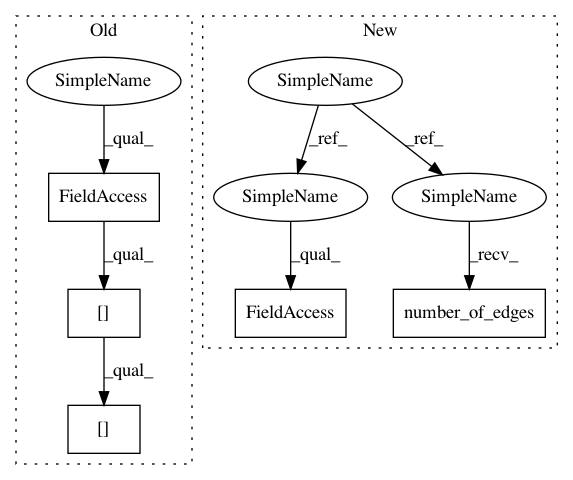 Old
New
SimpleName
SimpleName
_qual_
_ref_
_ref_
FieldAccess
SimpleName
SimpleName
_qual_
_qual_
_recv_
[]
FieldAccess
number_of_edges
_qual_
[]